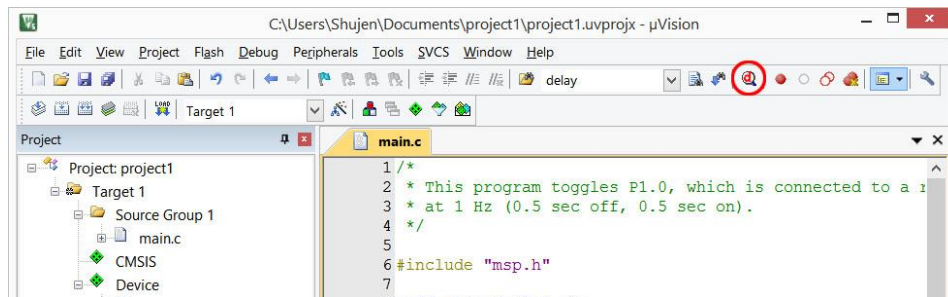 C:\Users\Shujen\Documents\project1\project1.uvprojx - µVision
File Edit View Project Flash Debug Peripherals Tools SVCS Window Help
delay
LOAD Target 1
Project
main.c
Project: project1
Target 1
Source Group 1
main.c
CMSIS
Device
1 /*
2 * This program toggles P1.0, which is connected to a
3 * at 1 Hz (0.5 sec off, 0.5 sec on).
4 */
5
6 #include "msp.h"
7